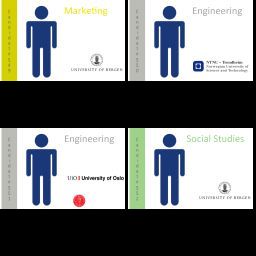 Marketing
UNIVERSITY OF BERGEN
Engineering
NTNU – Trondheim
Norwegian University of
Science and Technology
Engineering
UiO
University of Oslo
Social Studies
UNIVERSITY OF BERGEN